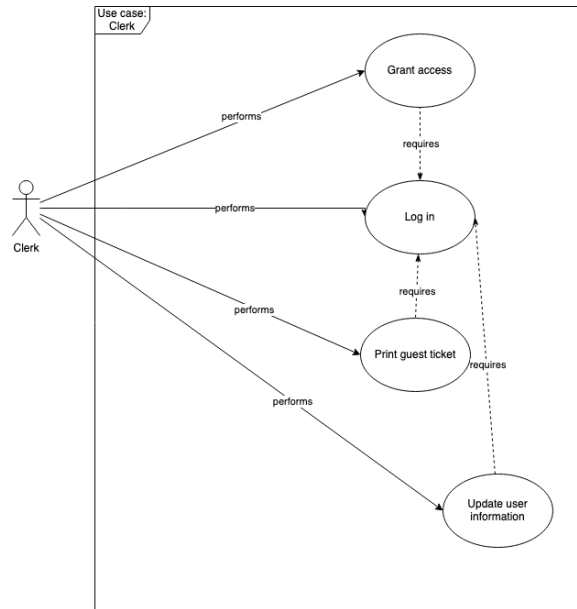 Use case:
Clerk
Grant access
performs
requires
Log in
performs
Clerk
requires
performs
Print guest ticket
requires
performs
Update user
information